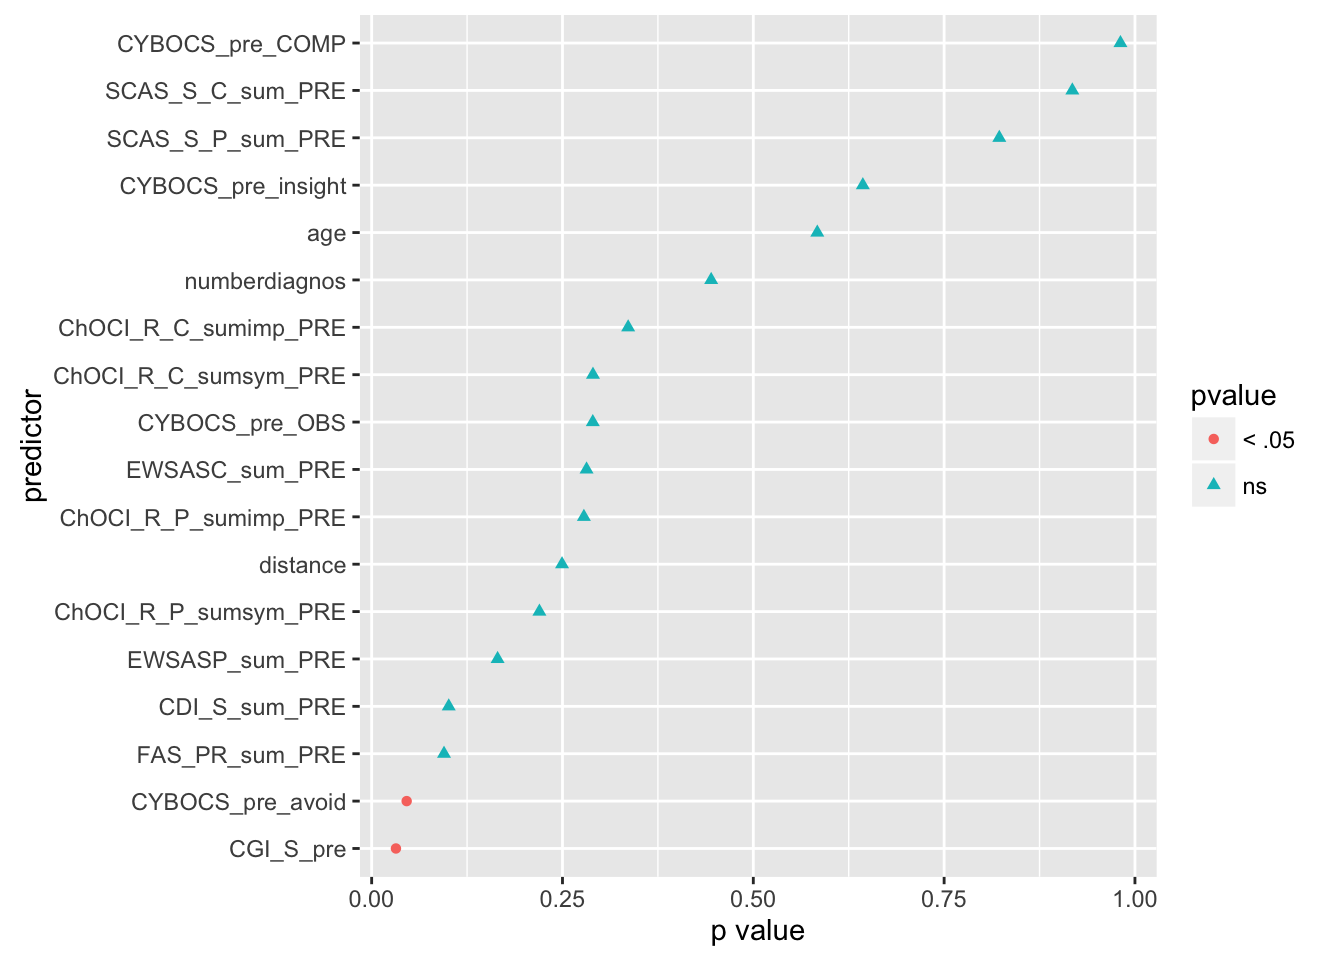 CYBOCS_pre_COMP
SCAS_S_C_sum_PRE
SCAS_S_P_sum_PRE
CYBOCS_pre_insight
age
numberdiagnos
ChOCI_R_C_sumimp_PRE
ChOCI_R_C_sumsym_PRE
CYBOCS_pre_OBS
EWSASC_sum_PRE
ChOCI_R_P_sumimp_PRE
distance
ChOCI_R_P_sumsym_PRE
EWSASP_sum_PRE
CDI_S_sum_PRE
FAS_PR_sum_PRE
CYBOCS_pre_avoid
CGI_S_pre
predictor
0.00 0.25 0.50 0.75 1.00
p value
pvalue
< .05
ns